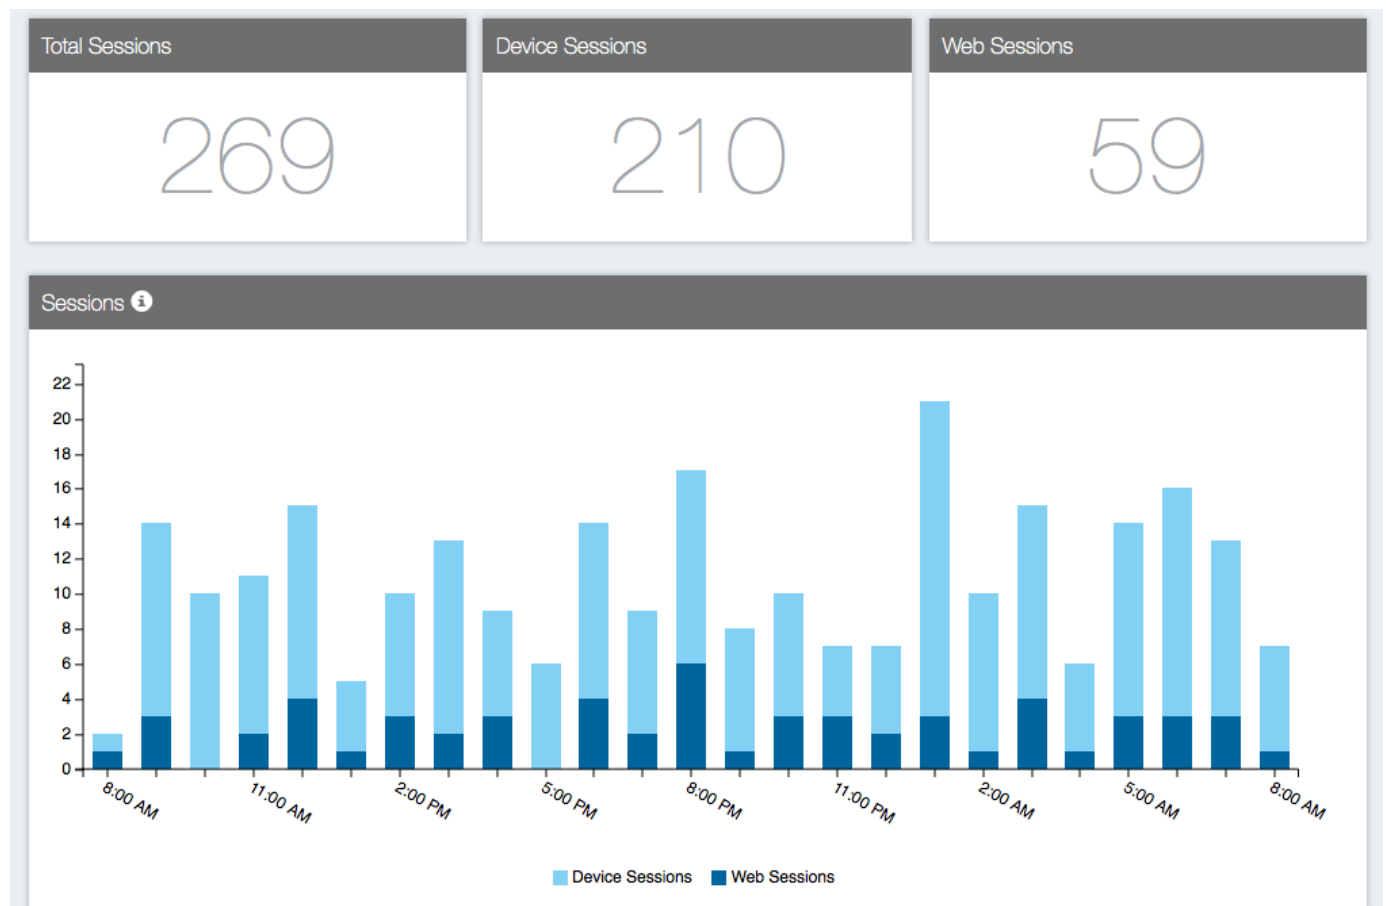 Total Sessions
Device Sessions
Web Sessions
269
210
59
Sessions
22
20
18
16
14
12
10
8
6
4
2
0
8:00 AM
11:00 AM
2:00 PM
5:00 PM
8:00 PM
11:00 PM
2:00 AM
5:00 AM
8:00 AM
Device Sessions
Web Sessions